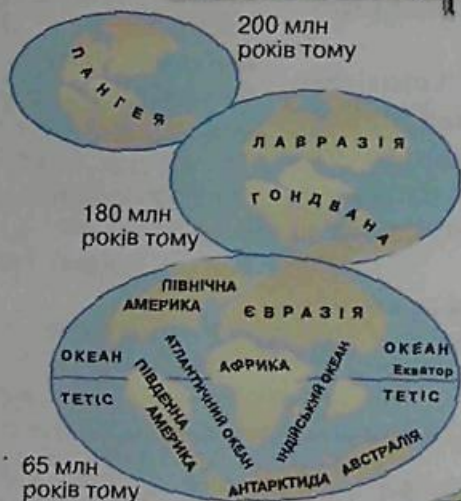 200 млн
років тому
ПАНГЕЯ
ЛАВРАЗІЯ
ГОНДВАНА
180 млн
років тому
ПІВНІЧНА
АМЕРИКА
ЄВРАЗІЯ
ОКЕАН
ТЕТІС
АТЛАНТИЧНИЙ ОКЕАН
ПІВДЕННА
АМЕРИКА
АФРИКА
ІНДІЙСЬКИЙ ОКЕАН
ОКЕАН
Екватор
ТЕТІС
АНТАРКТИДА
АВСТРАЛІЯ
65 млн
років тому